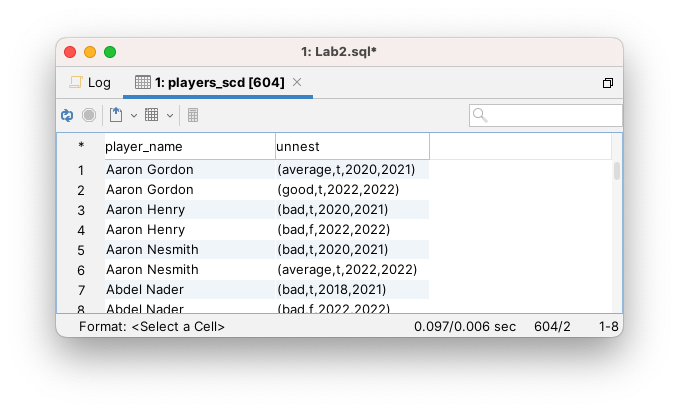 1: Lab2.sql*
Log 1: players_scd [604]
* player_name unnest
1 Aaron Gordon (average,t,2020,2021)
2 Aaron Gordon (good,t,2022,2022)
3 Aaron Henry (bad,t,2020,2021)
4 Aaron Henry (bad,f,2022,2022)
5 Aaron Nesmith (bad,t,2020,2021)
6 Aaron Nesmith (average,t,2022,2022)
7 Abdel Nader (bad,t,2018,2021)
8 Abdel Nader (bad,f,2022,2022)
Format: <Select a Cell> 0.097/0.006 sec 604/2 1-8